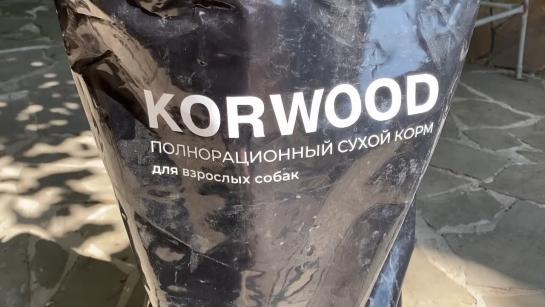 KORWOOD
ПОЛНОРАЦИОННЫЙ СУХОЙ КОРМ
для взрослых собак